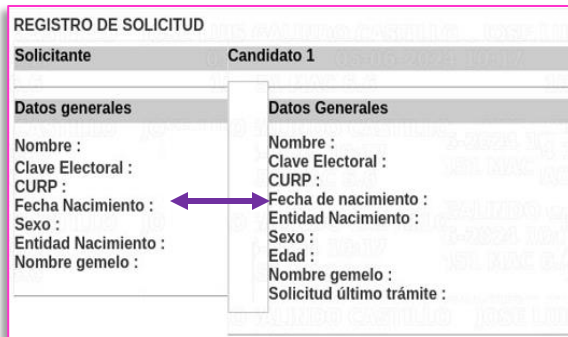 REGISTRO DE SOLICITUD
Solicitante
Candidato 1
Datos generales
Nombre :
Clave Electoral :
CURP :
Fecha Nacimiento :
Sexo :
Entidad Nacimiento :
Nombre gemelo :
Datos Generales
Nombre :
Clave Electoral :
CURP :
Fecha de nacimiento :
Entidad Nacimiento :
Sexo :
Edad :
Nombre gemelo :
Solicitud último trámite :